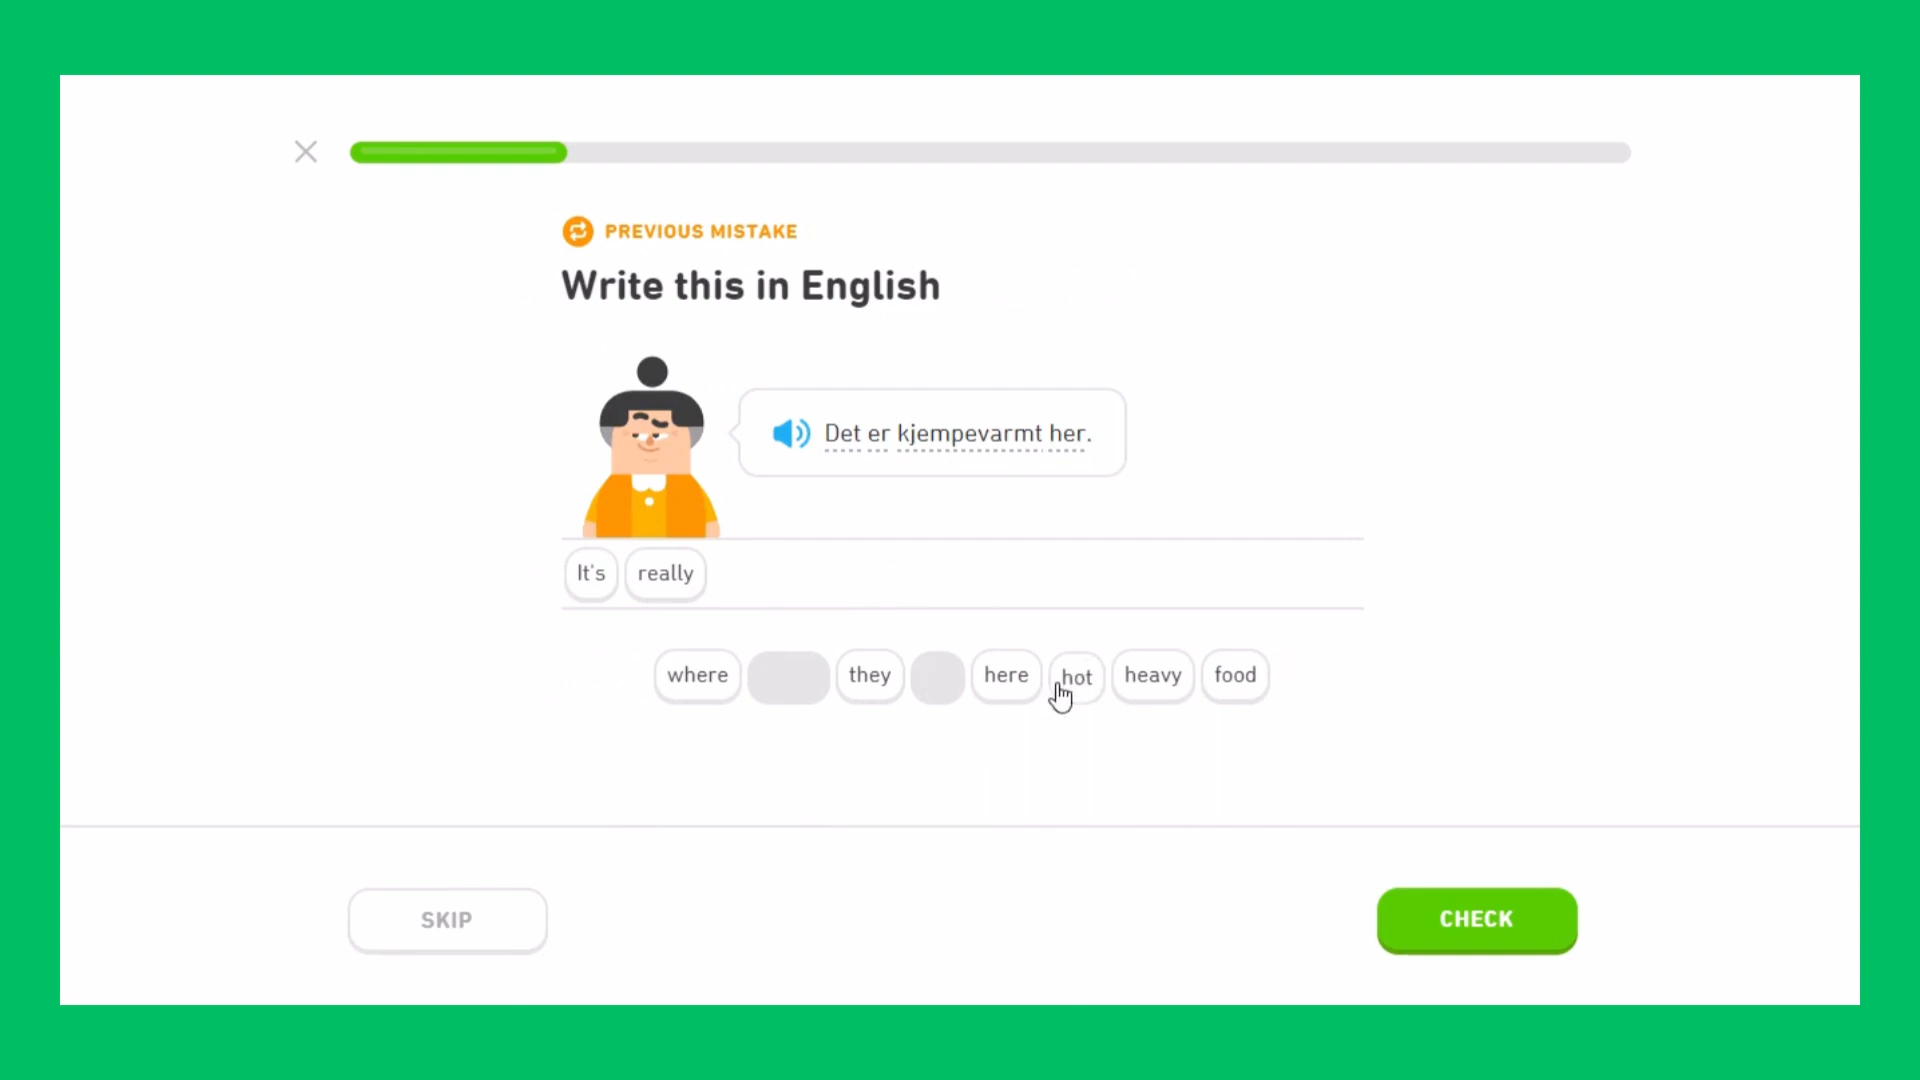 PREVIOUS MISTAKE
Write this in English
Det er kjempevarmt her.
It's really
where they here hot heavy food
SKIP CHECK